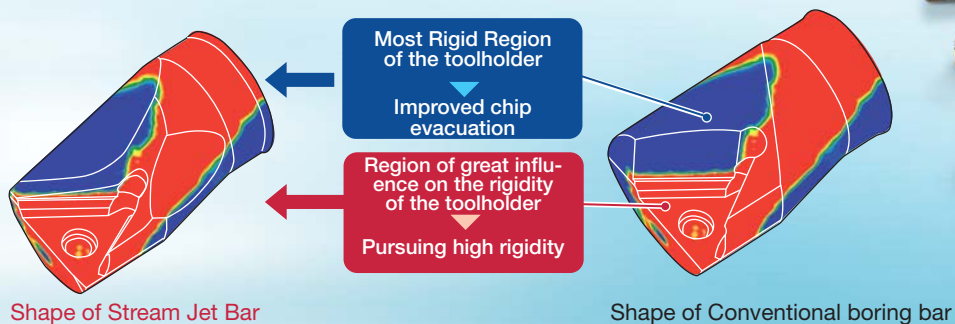 Most Rigid Region
of the toolholder
Improved chip
evacuation
Region of great influ-
ence on the rigidity
of the toolholder
Pursuing high rigidity
Shape of Stream Jet Bar
Shape of Conventional boring bar